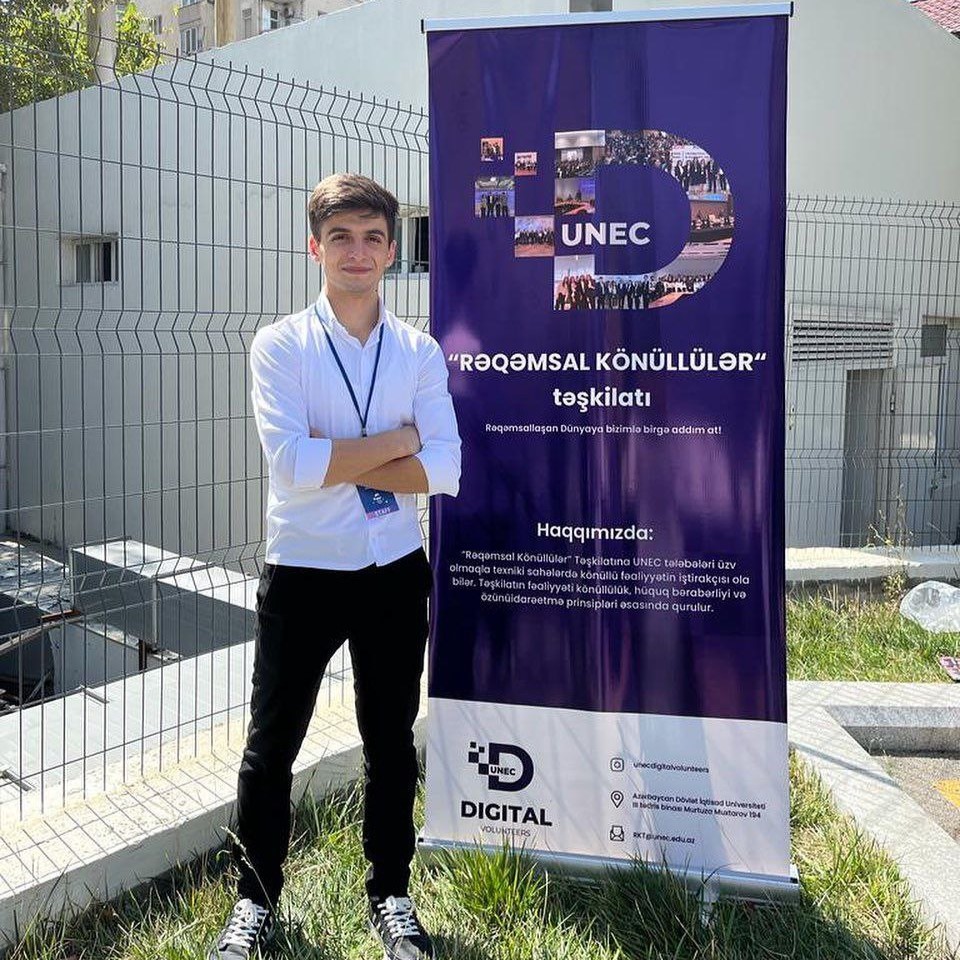 UNEC
“RƏQƏMSAL KÖNÜLLÜLƏR“
təşkilatı
Rəqəmsallaşan Dünyaya bizimlə birgə addım at!
Haqqımızda:
“Rəqəmsal Könüllülər” Təşkilatına UNEC tələbələri üzv
olmaqla texniki sahələrdə könüllü fəaliyyətin iştirakçısı ola
bilər. Təşkilatın fəaliyyəti könüllülük, hüquq bərabərliyi və
özünüidarəetmə prinsipləri əsasında qurulur.
UNEC
DIGITAL
VOLUNTEERS
unecdigitalvolunteers
Azərbaycan Dövlət İqtisad Universiteti
III tədris binası Murtuza Muxtarov 194
RKT@unec.edu.az
STAFF